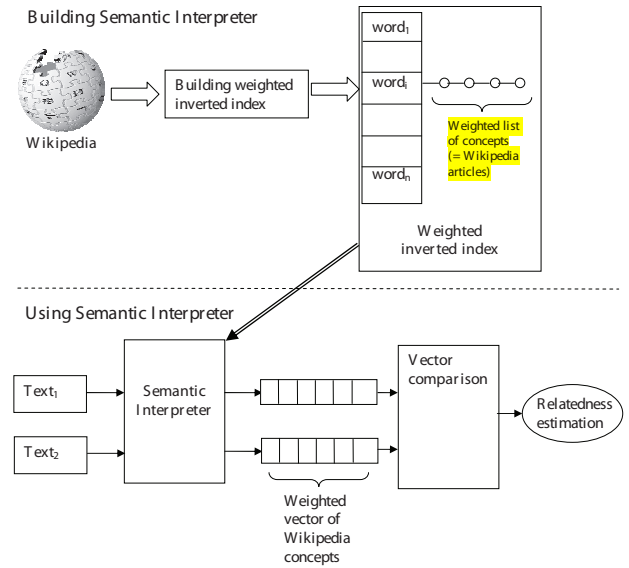 Building Semantic Interpreter
word1
Building weighted
inverted index
wordi
Wikipedia
Weighted list
of concepts
(= Wikipedia
articles)
wordn
Weighted
inverted index
Using Semantic Interpreter
Text1
Semantic
Interpreter
Vector
comparison
Relatedness
estimation
Text2
Weighted
vector of
Wikipedia
concepts